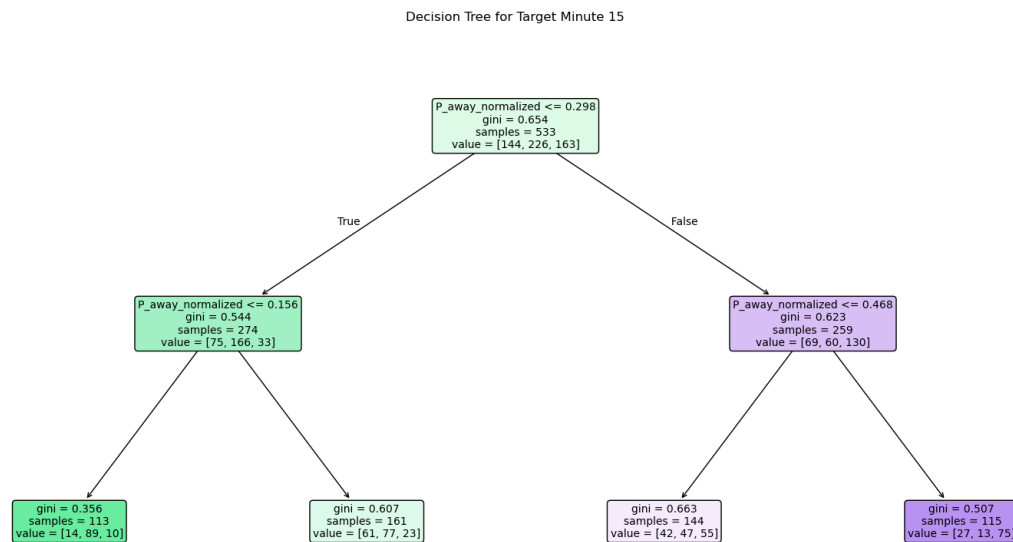 Decision Tree for Target Minute 15
P_away_normalized <= 0.298
gini = 0.654
samples = 533
value = [144, 226, 163]
True
False
P_away_normalized <= 0.156
gini = 0.544
samples = 274
value = [75, 166, 33]
P_away_normalized <= 0.468
gini = 0.623
samples = 259
value = [69, 60, 130]
gini = 0.356
samples = 113
value = [14, 89, 10]
gini = 0.607
samples = 161
value = [61, 77, 23]
gini = 0.663
samples = 144
value = [42, 47, 55]
gini = 0.507
samples = 115
value = [27, 13, 75]